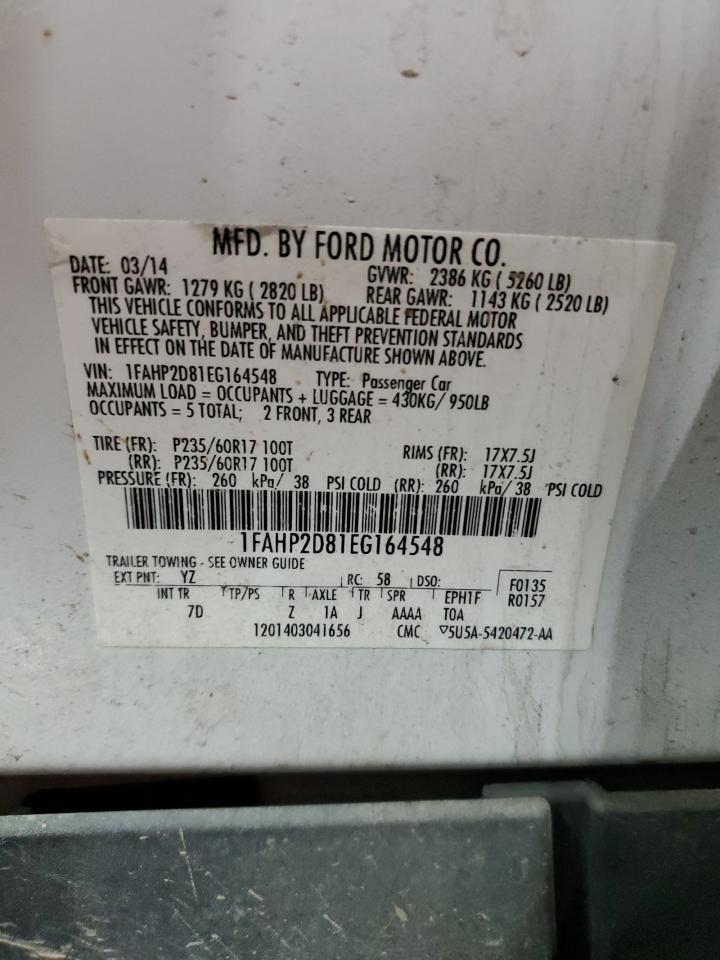 MFD. BY FORD MOTOR CO.
DATE: 03/14 GVWR: 2386 KG ( 5260 LB)
FRONT GAWR: 1279 KG ( 2820 LB) REAR GAWR: 1143 KG ( 2520 LB)
THIS VEHICLE CONFORMS TO ALL APPLICABLE FEDERAL MOTOR
VEHICLE SAFETY, BUMPER, AND THEFT PREVENTION STANDARDS
IN EFFECT ON THE DATE OF MANUFACTURE SHOWN ABOVE.
VIN: 1FAHP2D81EG164548 TYPE: Passenger Car
MAXIMUM LOAD = OCCUPANTS + LUGGAGE = 430KG/ 950LB
OCCUPANTS = 5 TOTAL; 2 FRONT, 3 REAR
TIRE (FR): P235/60R17 100T RIMS (FR): 17X7.5J
(RR): P235/60R17 100T (RR): 17X7.5J
PRESSURE (FR): 260 kPa/ 38 PSI COLD (RR): 260 kPa/ 38 PSI COLD
1FAHP2D81EG164548
TRAILER TOWING - SEE OWNER GUIDE
EXT PNT: YZ RC: 58 DSO: F0135
INT TR TP/PS R AXLE TR SPR EPH1F R0157
7D Z 1A J AAAA T0A
1201403041656 CMC ▽5U5A-5420472-AA